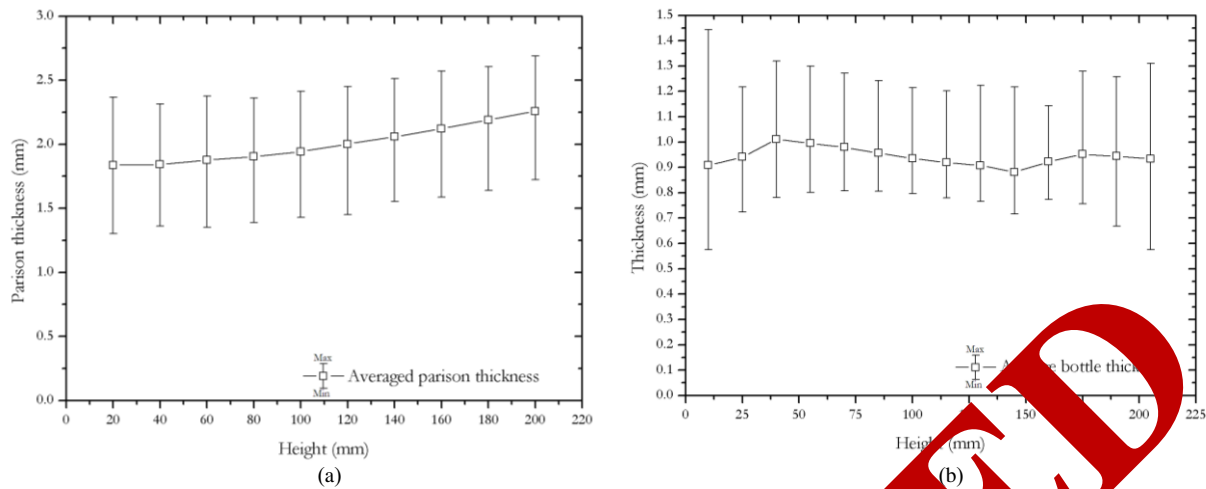 3.0
2.5
2.0
1.5
1.0
0.5
0.0
Parison thickness (mm)
Max
Averaged parison thickness
Min
0 20 40 60 80 100 120 140 160 180 200 220
Height (mm)
(a)
1.5
1.4
1.3
1.2
1.1
1.0
0.9
0.8
0.7
0.6
0.5
0.4
0.3
0.2
0.1
0.0
Thickness (mm)
Max
bottle
Min
0 25 50 75 100 150 175 200 225
Height (mm)
(b)
ED